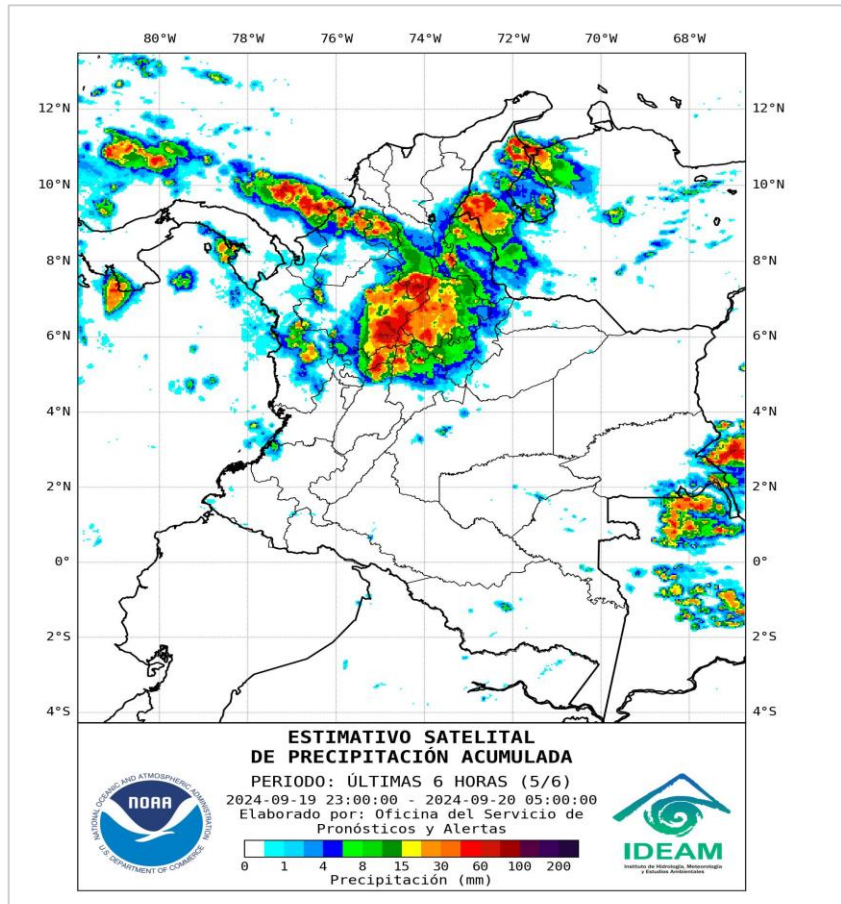 80°W 78°W 76°W 74°W 72°W 70°W 68°W
12°N 12°N
10°N 10°N
8°N 8°N
6°N 6°N
4°N 4°N
2°N 2°N
0° 0°
2°S 2°S
4°S 4°S
ESTIMATIVO SATELITAL
DE PRECIPITACIÓN ACUMULADA
PERIODO: ÚLTIMAS 6 HORAS (5/6)
2024-09-19 23:00:00 - 2024-09-20 05:00:00
Elaborado por: Oficina del Servicio de
Pronósticos y Alertas
0 1 4 8 15 30 60 100 200
Precipitación (mm)
NATIONAL OCEANIC AND ATMOSPHERIC ADMINISTRATION
NOAA
U.S. DEPARTMENT OF COMMERCE
IDEAM
Instituto de Hidrología, Meteorología
y Estudios Ambientales